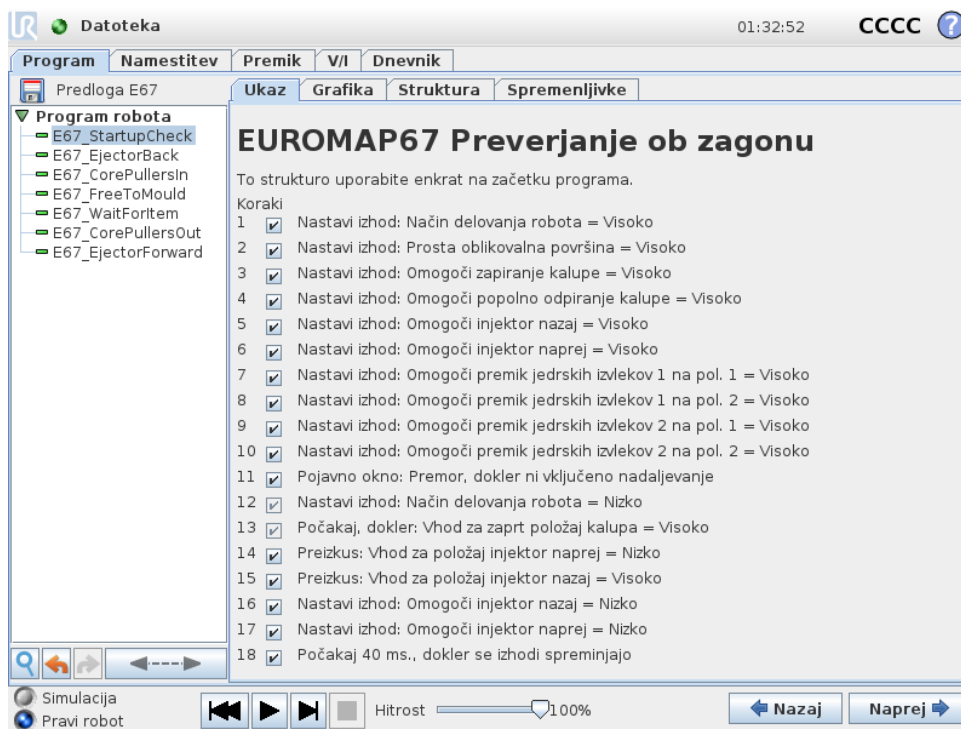 UR Datoteka 01:32:52 CCCC ?
Program Namestitev Premik V/I Dnevnik
Predloga E67
Ukaz Grafika Struktura Spremenljivke
Program robota
E67_StartupCheck
E67_EjectorBack
E67_CorePullersIn
E67_FreeToMould
E67_WaitForItem
E67_CorePullersOut
E67_EjectorForward
EUROMAP67 Preverjanje ob zagonu
To strukturo uporabite enkrat na začetku programa.
Koraki
1 Nastavi izhod: Način delovanja robota = Visoko
2 Nastavi izhod: Prosta oblikovalna površina = Visoko
3 Nastavi izhod: Omogoči zapiranje kalupe = Visoko
4 Nastavi izhod: Omogoči popolno odpiranje kalupe = Visoko
5 Nastavi izhod: Omogoči injektor nazaj = Visoko
6 Nastavi izhod: Omogoči injektor naprej = Visoko
7 Nastavi izhod: Omogoči premik jedrskih izvlekov 1 na pol. 1 = Visoko
8 Nastavi izhod: Omogoči premik jedrskih izvlekov 1 na pol. 2 = Visoko
9 Nastavi izhod: Omogoči premik jedrskih izvlekov 2 na pol. 1 = Visoko
10 Nastavi izhod: Omogoči premik jedrskih izvlekov 2 na pol. 2 = Visoko
11 Pojavno okno: Premor, dokler ni vključeno nadaljevanje
12 Nastavi izhod: Način delovanja robota = Nizko
13 Počakaj, dokler: Vhod za zaprt položaj kalupa = Visoko
14 Preizkus: Vhod za položaj injektor naprej = Nizko
15 Preizkus: Vhod za položaj injektor nazaj = Visoko
16 Nastavi izhod: Omogoči injektor nazaj = Nizko
17 Nastavi izhod: Omogoči injektor naprej = Nizko
18 Počakaj 40 ms., dokler se izhodi spreminjajo
Simulacija
Pravi robot
Hitrost 100%
Nazaj
Naprej